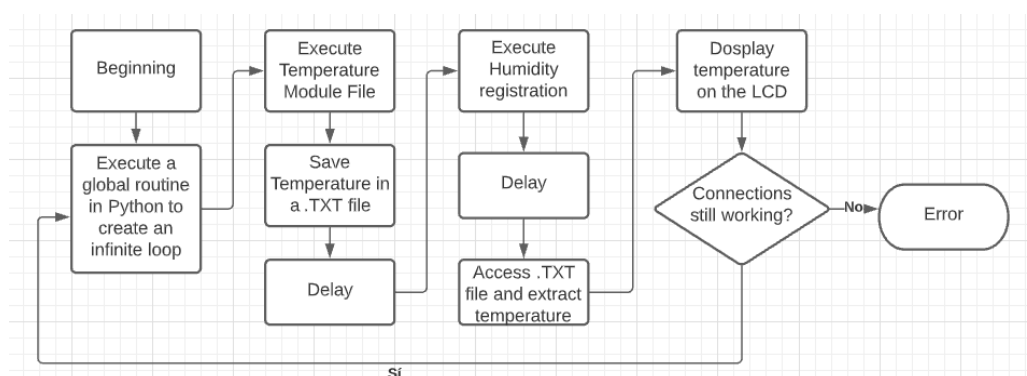 Beginning
Execute a
global routine
in Python to
create an
infinite loop
Execute
Temperature
Module File
Save
Temperature in
a .TXT file
Delay
Execute
Humidity
registration
Delay
Access .TXT
file and extract
temperature
Dosplay
temperature
on the LCD
Connections
still working?
No
Error
Sí